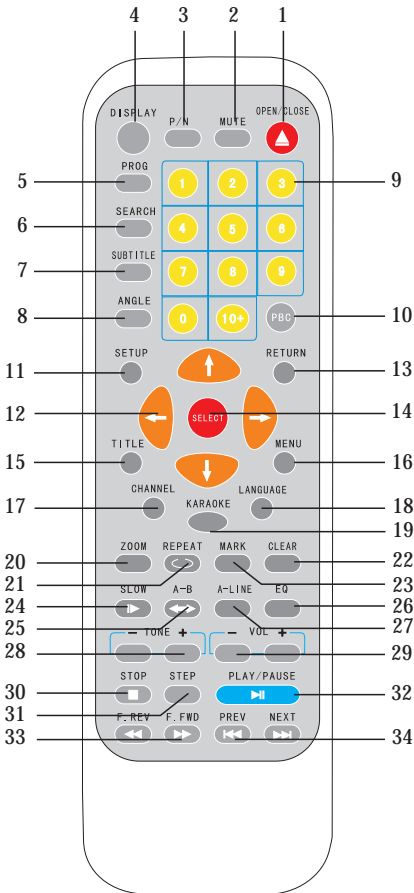 4 3 2 1
DISPLAY P/N MUTE OPEN/CLOSE
PROG
5 1 2 3 9
SEARCH
6 4 5 6
SUBTITLE
7 7 8 9
ANGLE
8 0 10+ PBC 10
SETUP RETURN
11 13
12 SELECT 14
TITLE MENU
15 16
CHANNEL LANGUAGE
17 KARAOKE 18
19
ZOOM REPEAT MARK CLEAR
20 22
21 23
SLOW A-B A-LINE EQ
24 26
25 27
- TONE + - VOL +
28 29
STOP STEP PLAY/PAUSE
30 32
31
F.REV F.FWD PREV NEXT
33 34